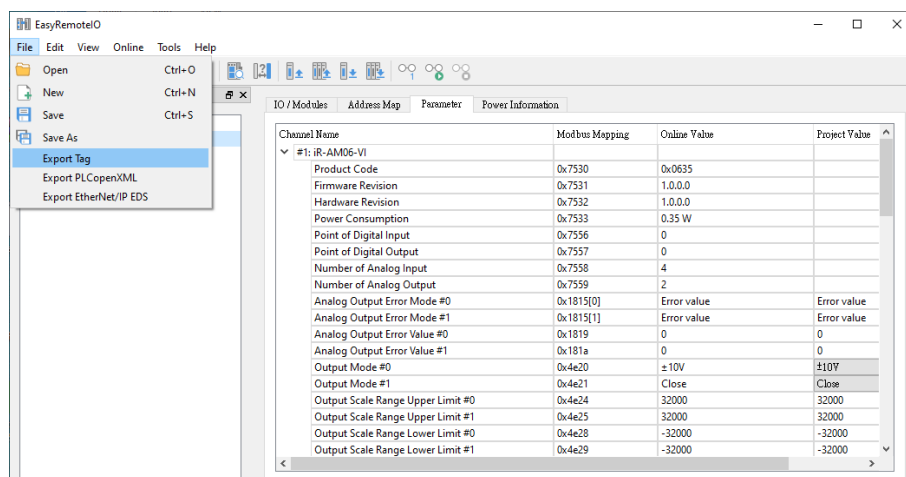 EasyRemoteIO
File Edit View Online Tools Help
Open Ctrl+O
New Ctrl+N
Save Ctrl+S
Save As
Export Tag
Export PLCopenXML
Export EtherNet/IP EDS
IO / Modules Address Map Parameter Power Information
Channel Name Modbus Mapping Online Value Project Value
#1: iR-AM06-VI
Product Code 0x7530 0x0635
Firmware Revision 0x7531 1.0.0.0
Hardware Revision 0x7532 1.0.0.0
Power Consumption 0x7533 0.35 W
Point of Digital Input 0x7556 0
Point of Digital Output 0x7557 0
Number of Analog Input 0x7558 4
Number of Analog Output 0x7559 2
Analog Output Error Mode #0 0x1815[0] Error value Error value
Analog Output Error Mode #1 0x1815[1] Error value Error value
Analog Output Error Value #0 0x1819 0 0
Analog Output Error Value #1 0x181a 0 0
Output Mode #0 0x4e20 ±10V ±10V
Output Mode #1 0x4e21 Close Close
Output Scale Range Upper Limit #0 0x4e24 32000 32000
Output Scale Range Upper Limit #1 0x4e25 32000 32000
Output Scale Range Lower Limit #0 0x4e28 -32000 -32000
Output Scale Range Lower Limit #1 0x4e29 -32000 -32000